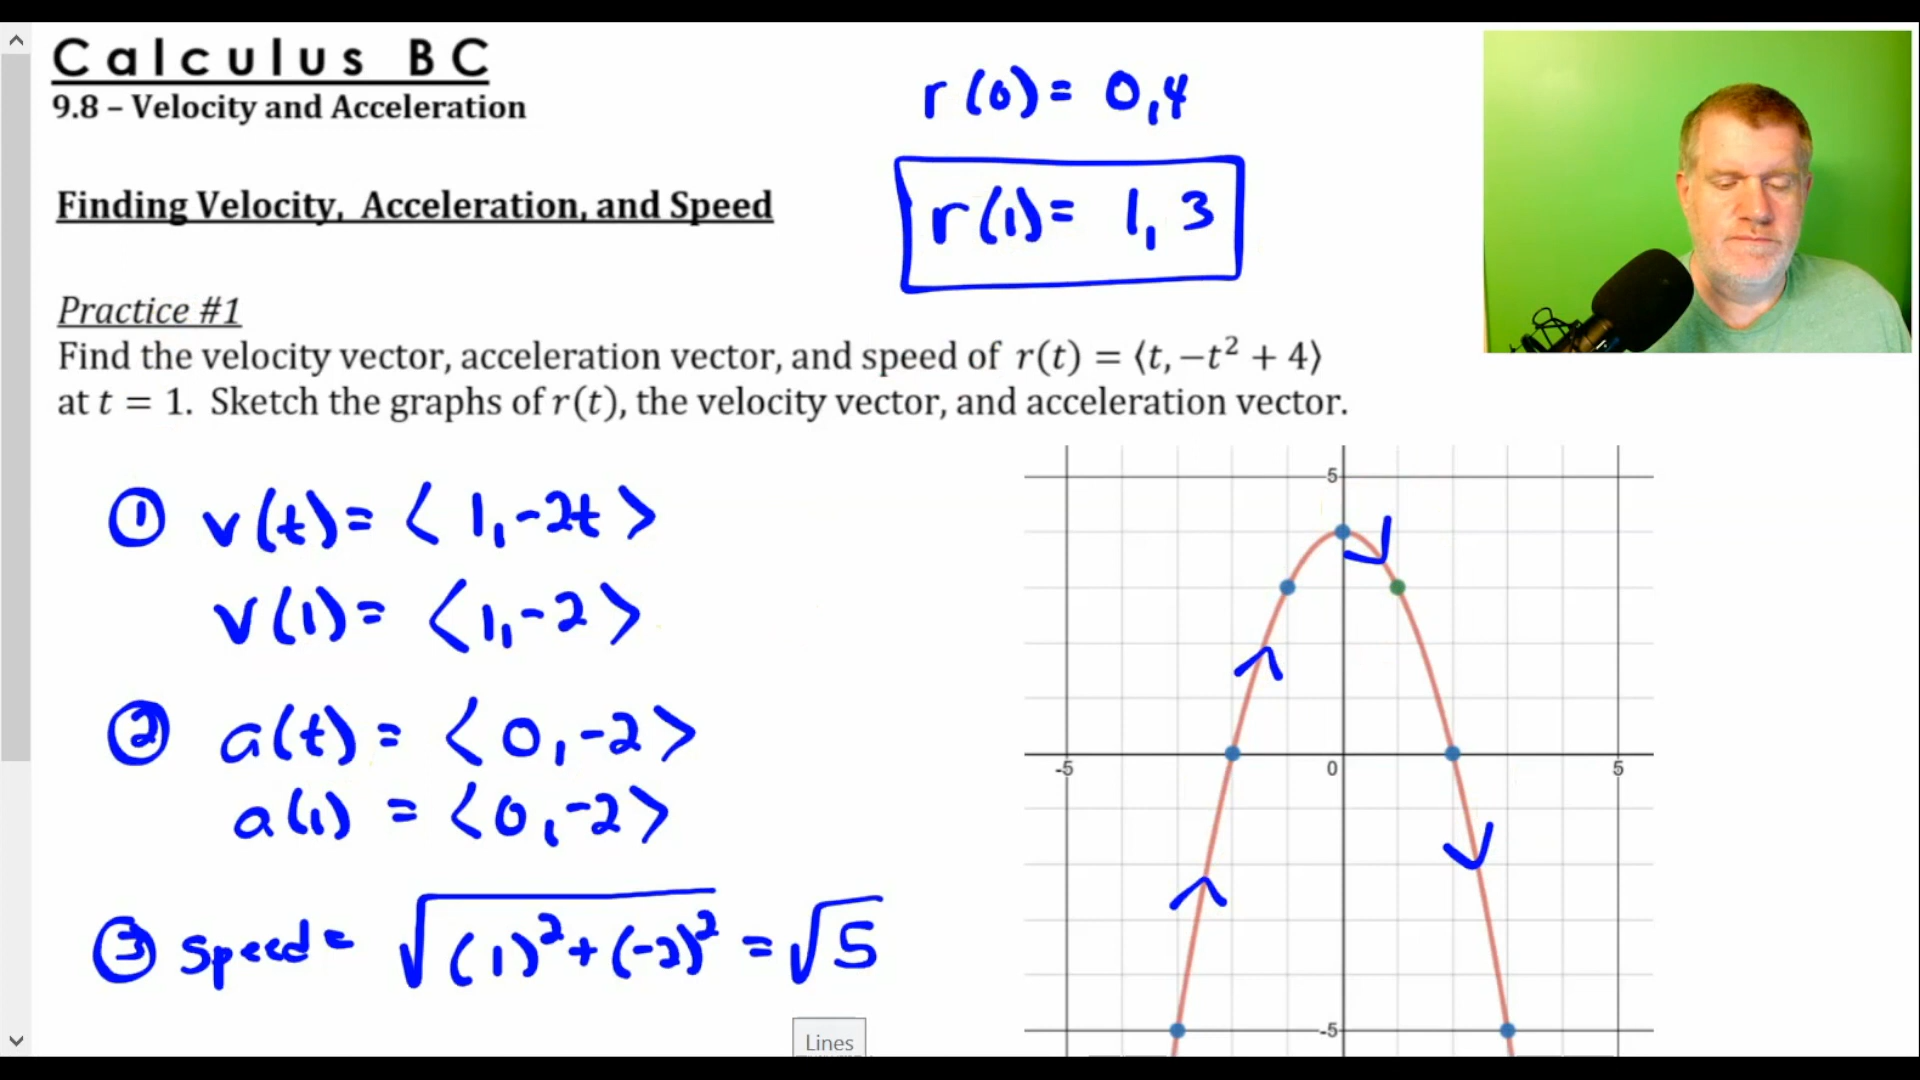 Calculus BC
9.8 – Velocity and Acceleration
r(0)= 0,4
Finding Velocity, Acceleration, and Speed
r(1)= 1,3
Practice #1
Find the velocity vector, acceleration vector, and speed of r(t) = ⟨t, −t² + 4⟩
at t = 1. Sketch the graphs of r(t), the velocity vector, and acceleration vector.
① v(t)= < 1,-2t >
v(1)= <1,-2>
② a(t)= <0,-2>
a(1) = <0,-2>
③ Speed= √(1)²+(-2)² = √5
5
-5
0
5
-5
Lines